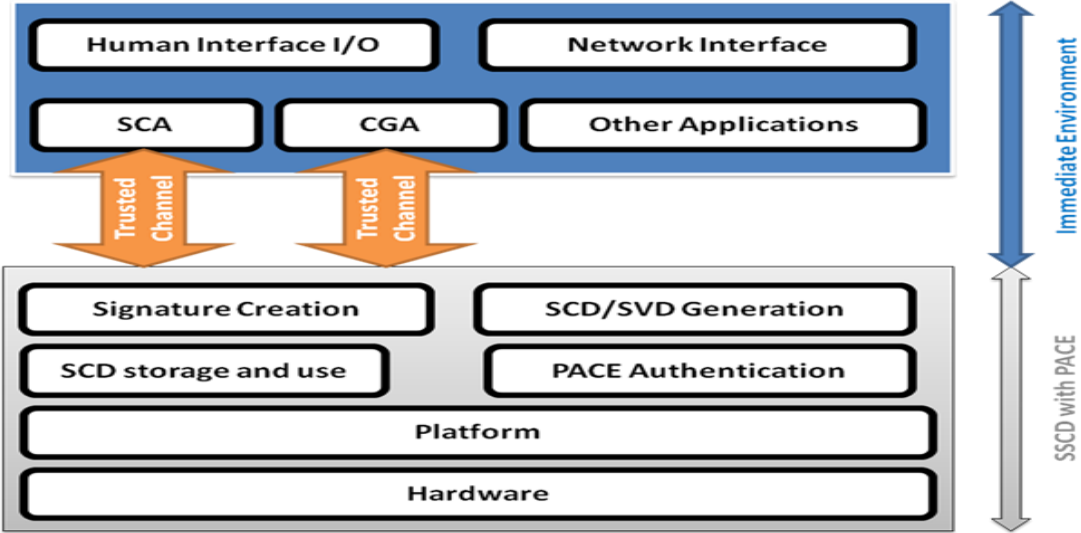 Human Interface I/O
Network Interface
SCA
CGA
Other Applications
Trusted
Channel
Trusted
Channel
Immediate Environment
Signature Creation
SCD/SVD Generation
SCD storage and use
PACE Authentication
Platform
Hardware
SSCD with PACE